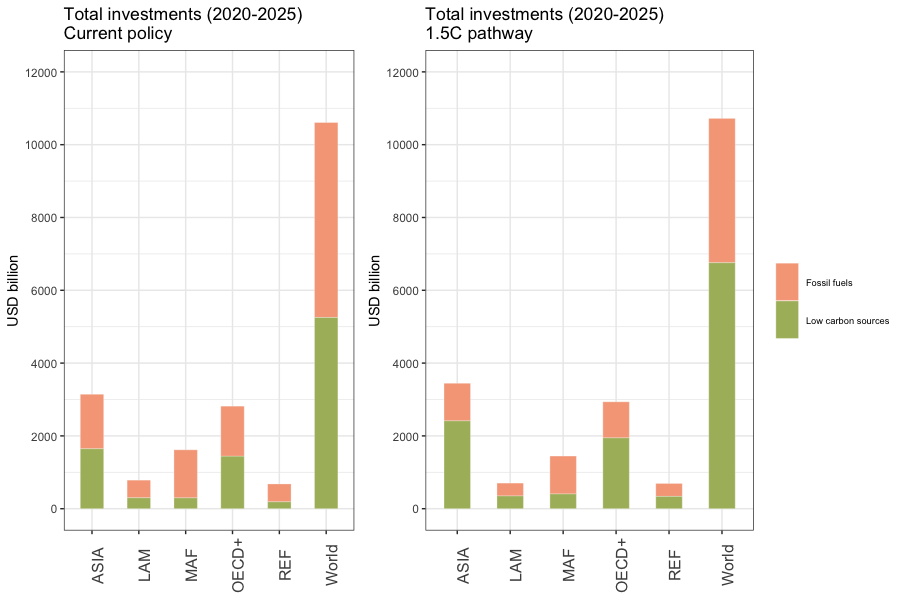 Total investments (2020-2025)
Current policy
USD billion
12000
10000
8000
6000
4000
2000
0
ASIA
LAM
MAF
OECD+
REF
World
Total investments (2020-2025)
1.5C pathway
USD billion
12000
10000
8000
6000
4000
2000
0
ASIA
LAM
MAF
OECD+
REF
World
Fossil fuels
Low carbon sources